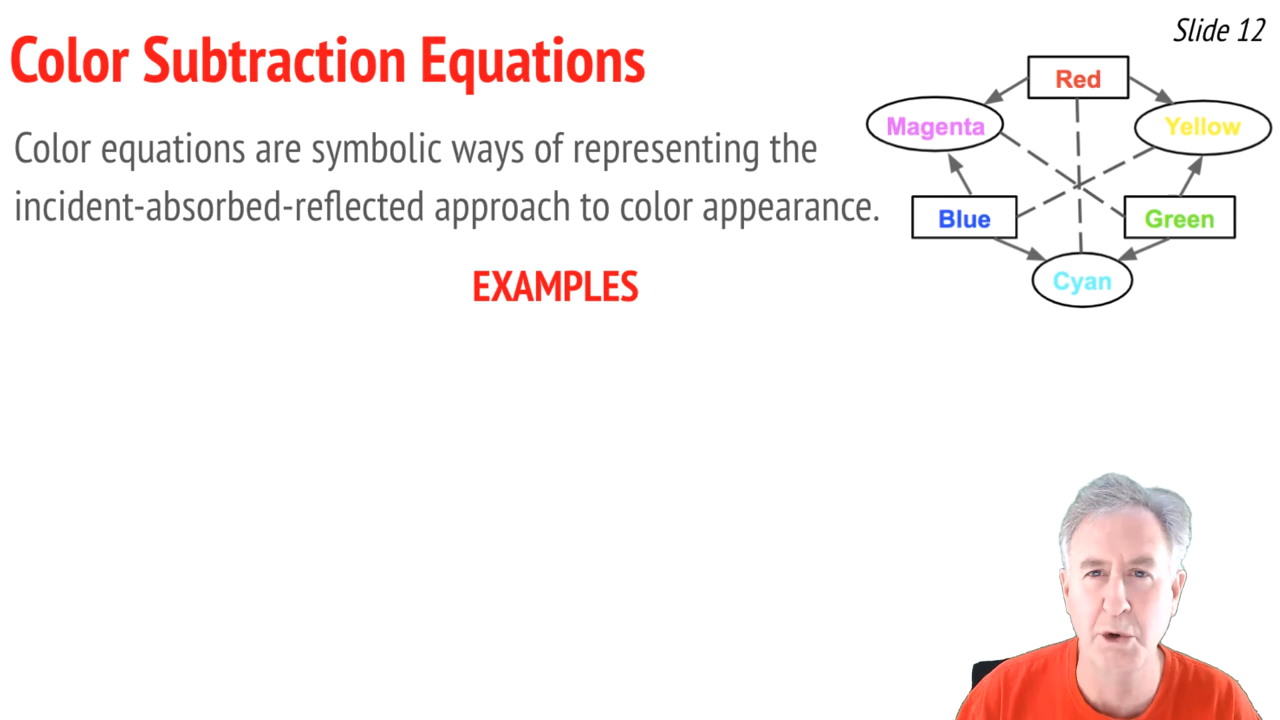 Slide 12
Color Subtraction Equations
Color equations are symbolic ways of representing the
incident-absorbed-reflected approach to color appearance.
EXAMPLES
Red
Magenta
Yellow
Blue
Green
Cyan